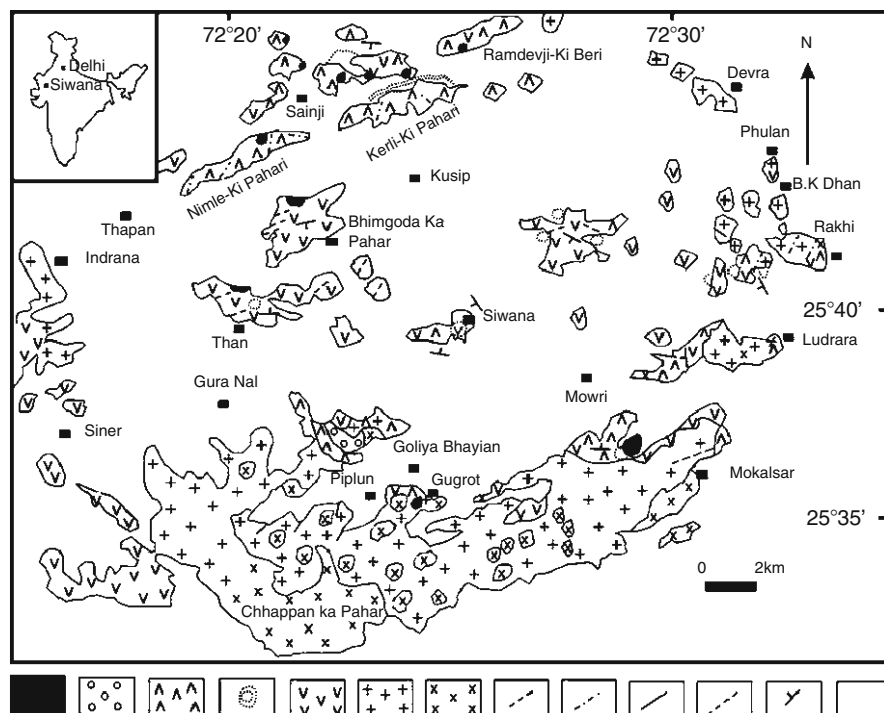 72°20'
72°30'
Delhi
Siwana
N
Ramdevji-Ki Beri
Devra
Sainji
Kerli-Ki Pahari
Phulan
Nimle-Ki Pahari
Kusip
B.K Dhan
Thapan
Bhimgoda Ka
Pahar
Rakhi
Indrana
25°40'
Siwana
Than
Ludrara
Gura Nal
Mowri
Siner
Goliya Bhayian
Piplun
Gugrot
Mokalsar
25°35'
0 2km
Chhappan ka Pahar